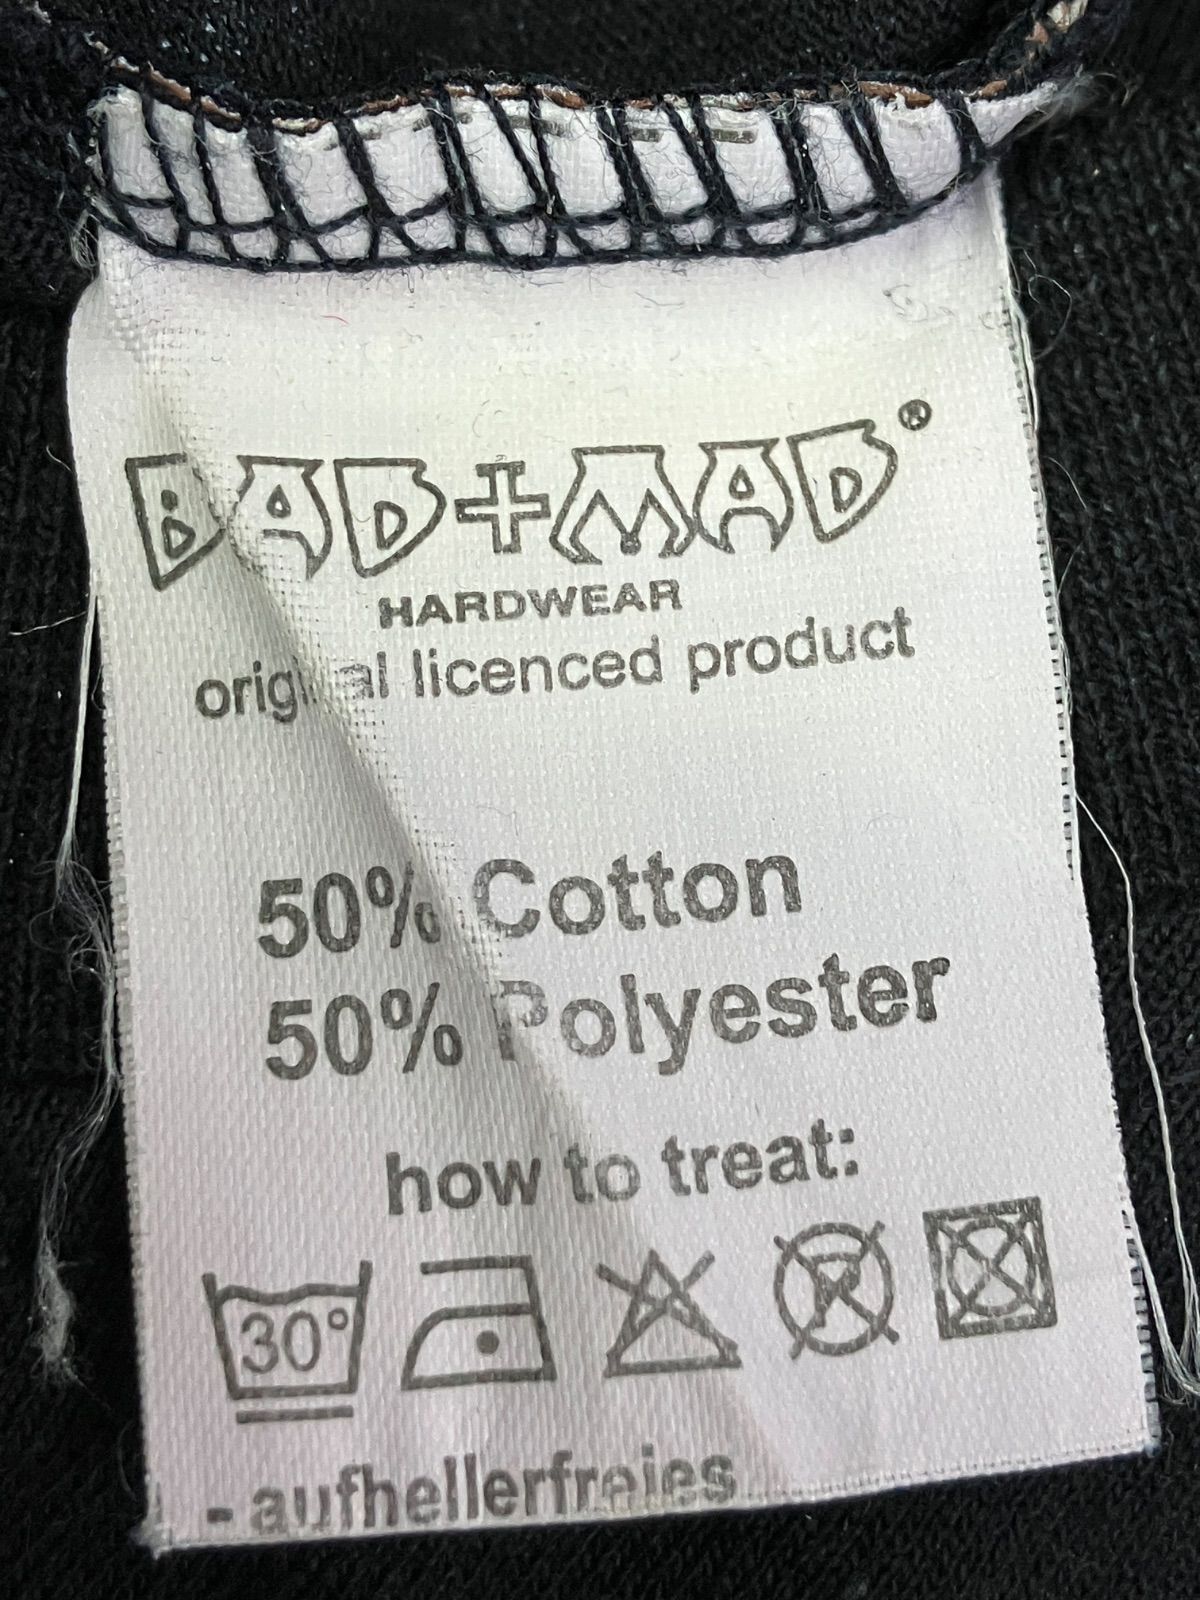 BAD+MAD®
HARDWEAR
original licenced product
50% Cotton
50% Polyester
how to treat:
30°
- aufhellerfreies